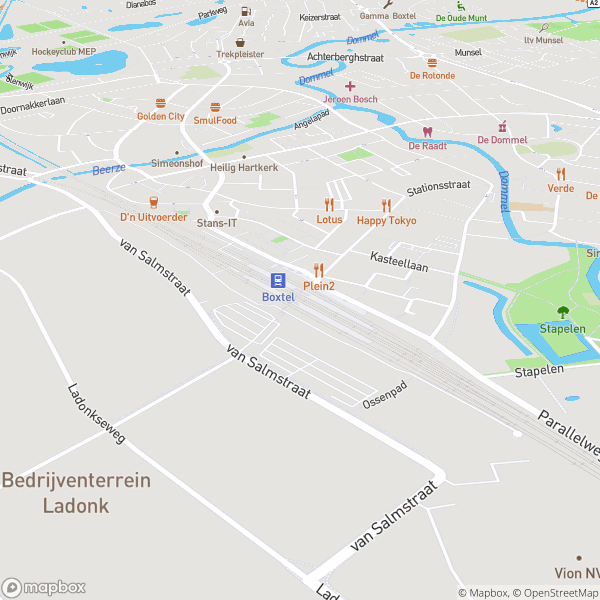 Dianabos
Parkweg
Avia
Keizerstraat
Gamma Boxtel
De Oude Munt
A2
Munsel
Itv Munsel
Hockeyclub MEP
Trekpleister
Dommel
Achterberghstraat
De Rotonde
Dommel
Jeroen Bosch
Doornakkerlaan
Golden City
SmulFood
Angelapad
De Raadt
De Dommel
Simeonshof
Heilig Hartkerk
Beerze
straat
Stationsstraat
Dommel
Verde
De
D'n Uitvoerder
Stans-IT
Lotus
Happy Tokyo
van Salmstraat
Kasteellaan
Boxtel
Plein2
Stapelen
van Salmstraat
Stapelen
Ossenpad
Ladonkseweg
Parallelweg
Bedrijventerrein
Ladonk
van Salmstraat
Vion NV
mapbox
© Mapbox, © OpenStreetMap